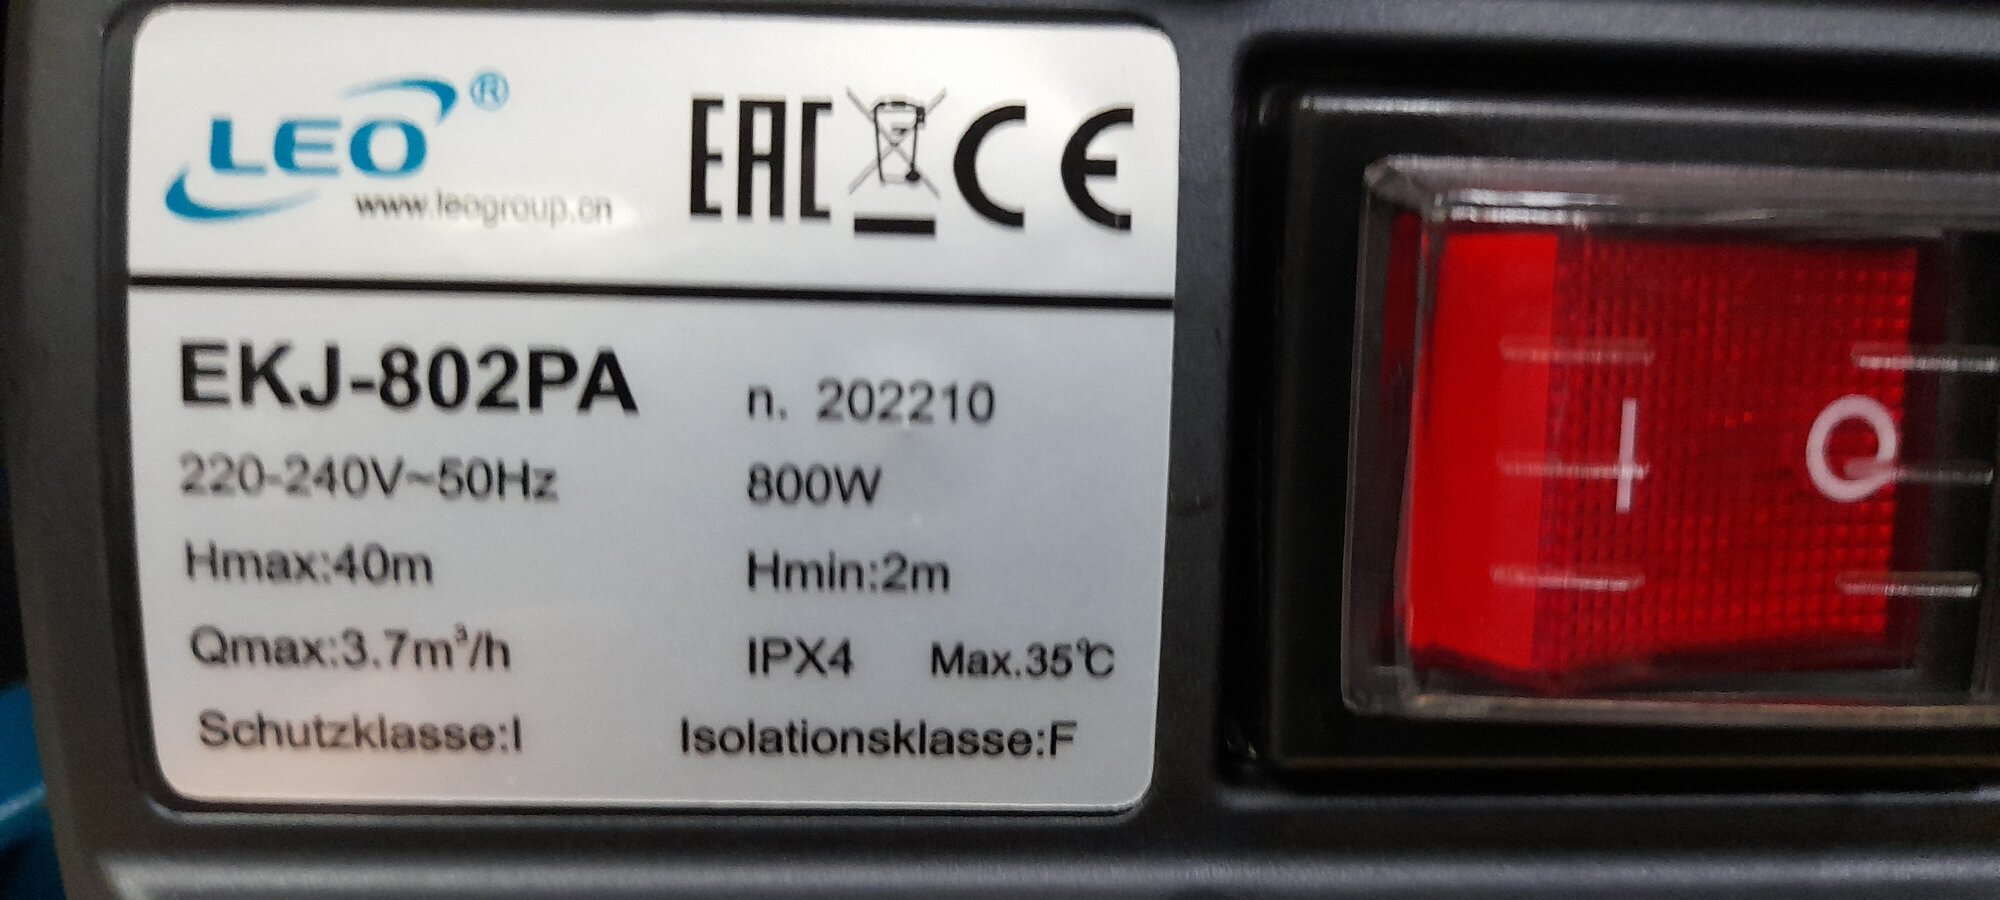 LEO®
www.leogroup.cn
EAC CE
EKJ-802PA n. 202210
220-240V~50Hz 800W
Hmax:40m Hmin:2m
Qmax:3.7m³/h IPX4 Max.35℃
Schutzklasse:I Isolationsklasse:F
I O